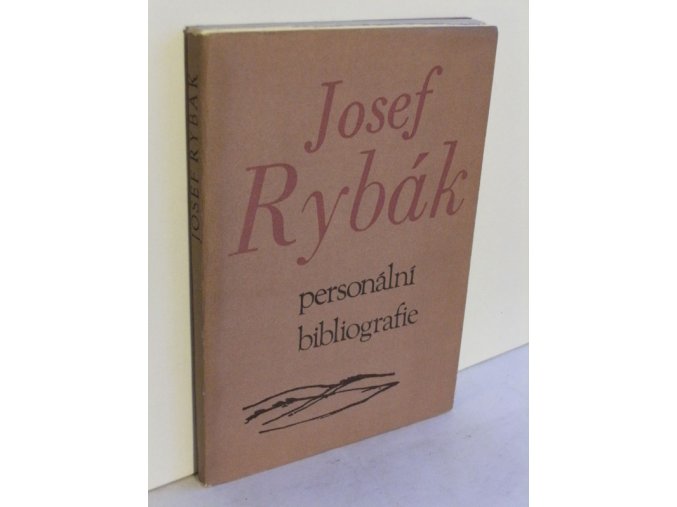 Josef
Rybák
personální
bibliografie
JOSEF RYBÁK